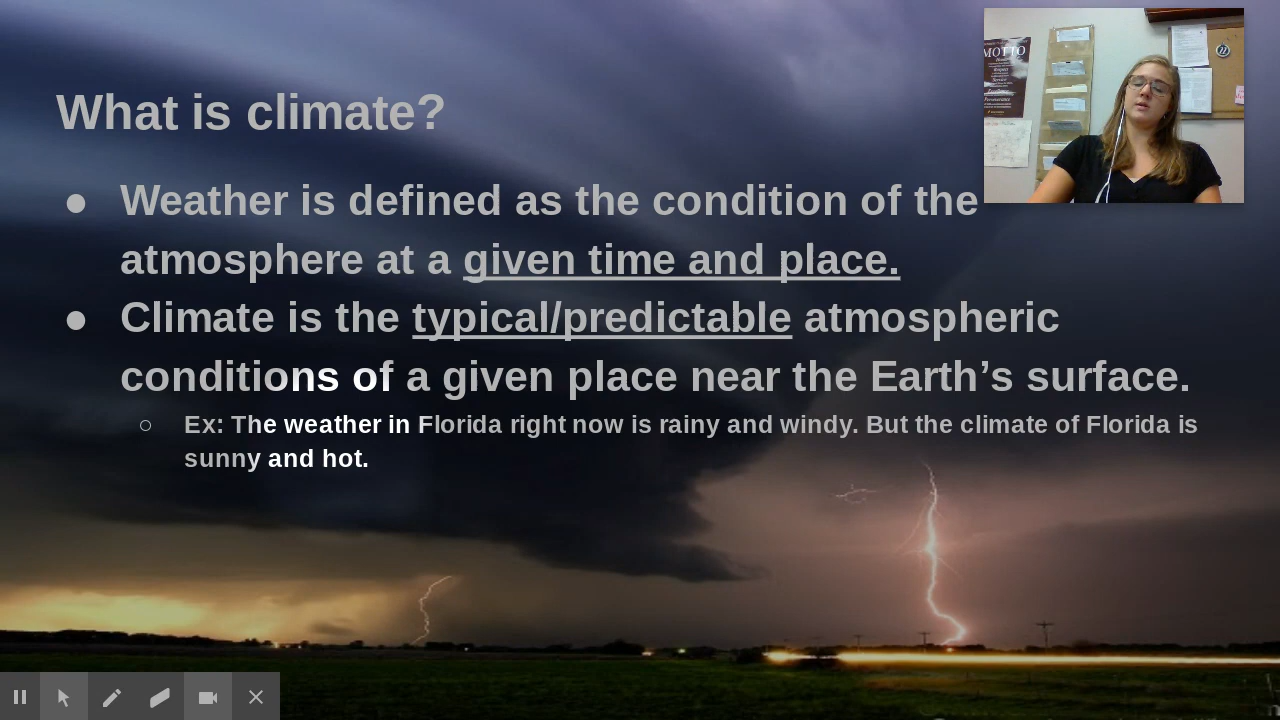 What is climate?
● Weather is defined as the condition of the
atmosphere at a given time and place.
● Climate is the typical/predictable atmospheric
conditions of a given place near the Earth’s surface.
○ Ex: The weather in Florida right now is rainy and windy. But the climate of Florida is
sunny and hot.
MOTTO